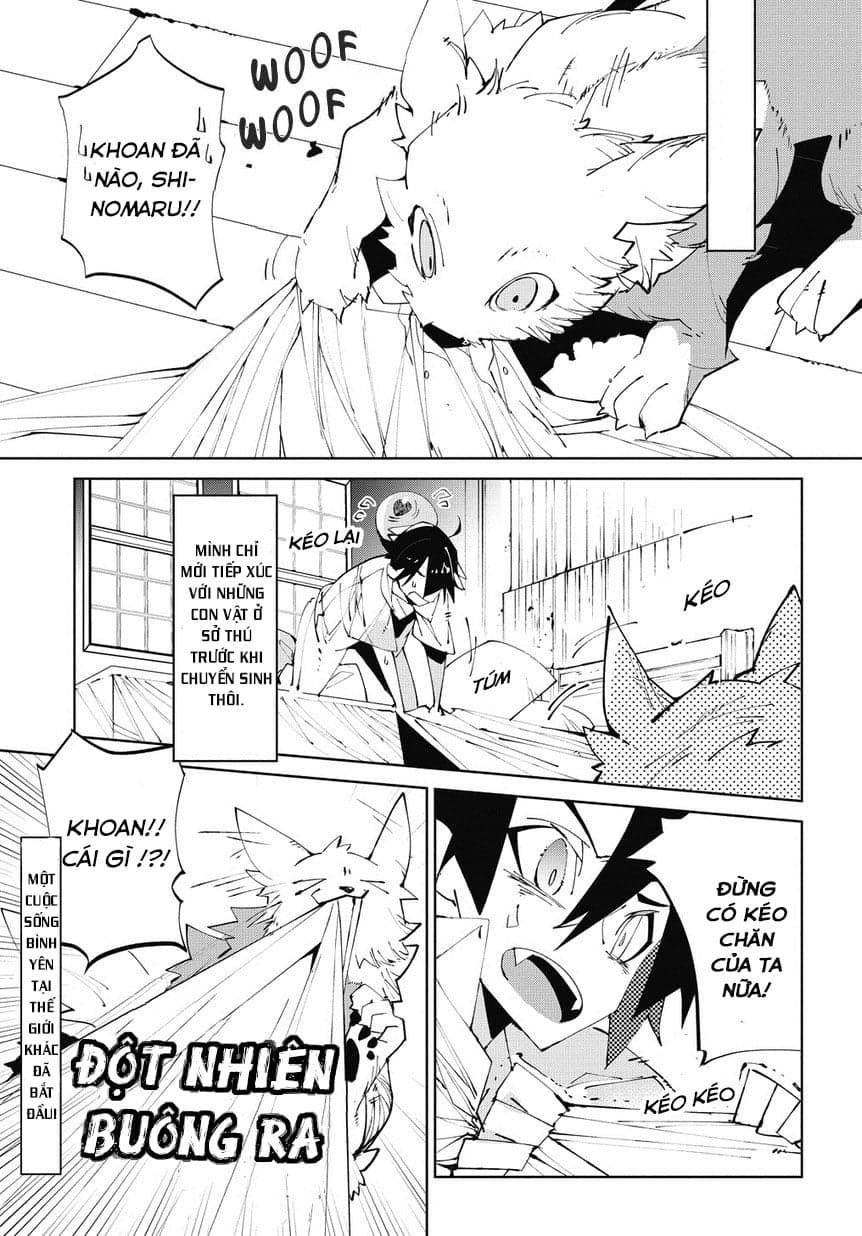 WOOF
WOOF
KHOAN ĐÃ
NÀO, SHI-
NOMARU!!
KÉO LẠI
MÌNH CHỈ
MỚI TIẾP XÚC
VỚI NHỮNG
CON VẬT Ở
SỞ THÚ
TRƯỚC KHI
CHUYỂN SINH
THÔI.
KÉO
TÚM
ĐỪNG
CÓ KÉO
CHĂN
CỦA TA
NỮA!
KÉO KÉO
KHOAN!!
CÁI GÌ !?!
ĐỘT NHIÊN
BUÔNG RA
MỘT
CUỘC
SỐNG
BÌNH
YÊN
TẠI
THẾ
GIỚI
KHÁC
ĐÃ
BẮT
ĐẦU!